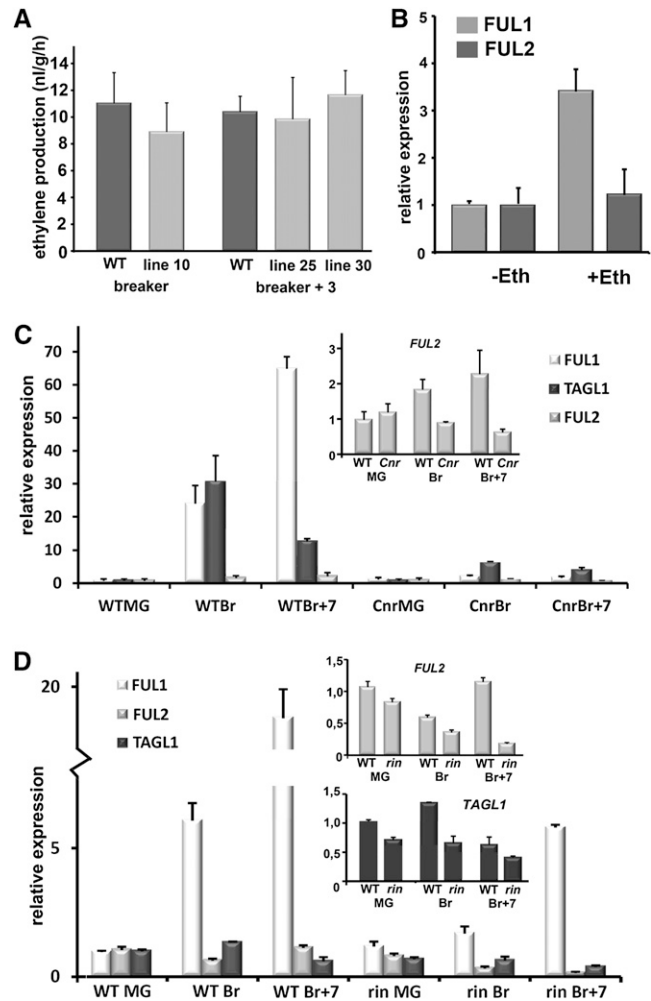 A
ethylene production (nl/g/h)
14
12
10
8
6
4
2
0
WT line 10 WT line 25 line 30
breaker breaker + 3
B
FUL1
FUL2
relative expression
5
4
3
2
1
0
-Eth +Eth
C
relative expression
70
60
50
40
30
20
10
0
WTMG WTBr WTBr+7 CnrMG CnrBr CnrBr+7
FUL2
3
2
1
0
WT Cnr WT Cnr WT Cnr
MG Br Br+7
FUL1
TAGL1
FUL2
D
relative expression
20
5
0
FUL1
FUL2
TAGL1
WT MG WT Br WT Br+7 rin MG rin Br rin Br+7
FUL2
1,5
1,0
0,5
0
WT rin WT rin WT rin
MG Br Br+7
TAGL1
1,5
1,0
0,5
0
WT rin WT rin WT rin
MG Br Br+7